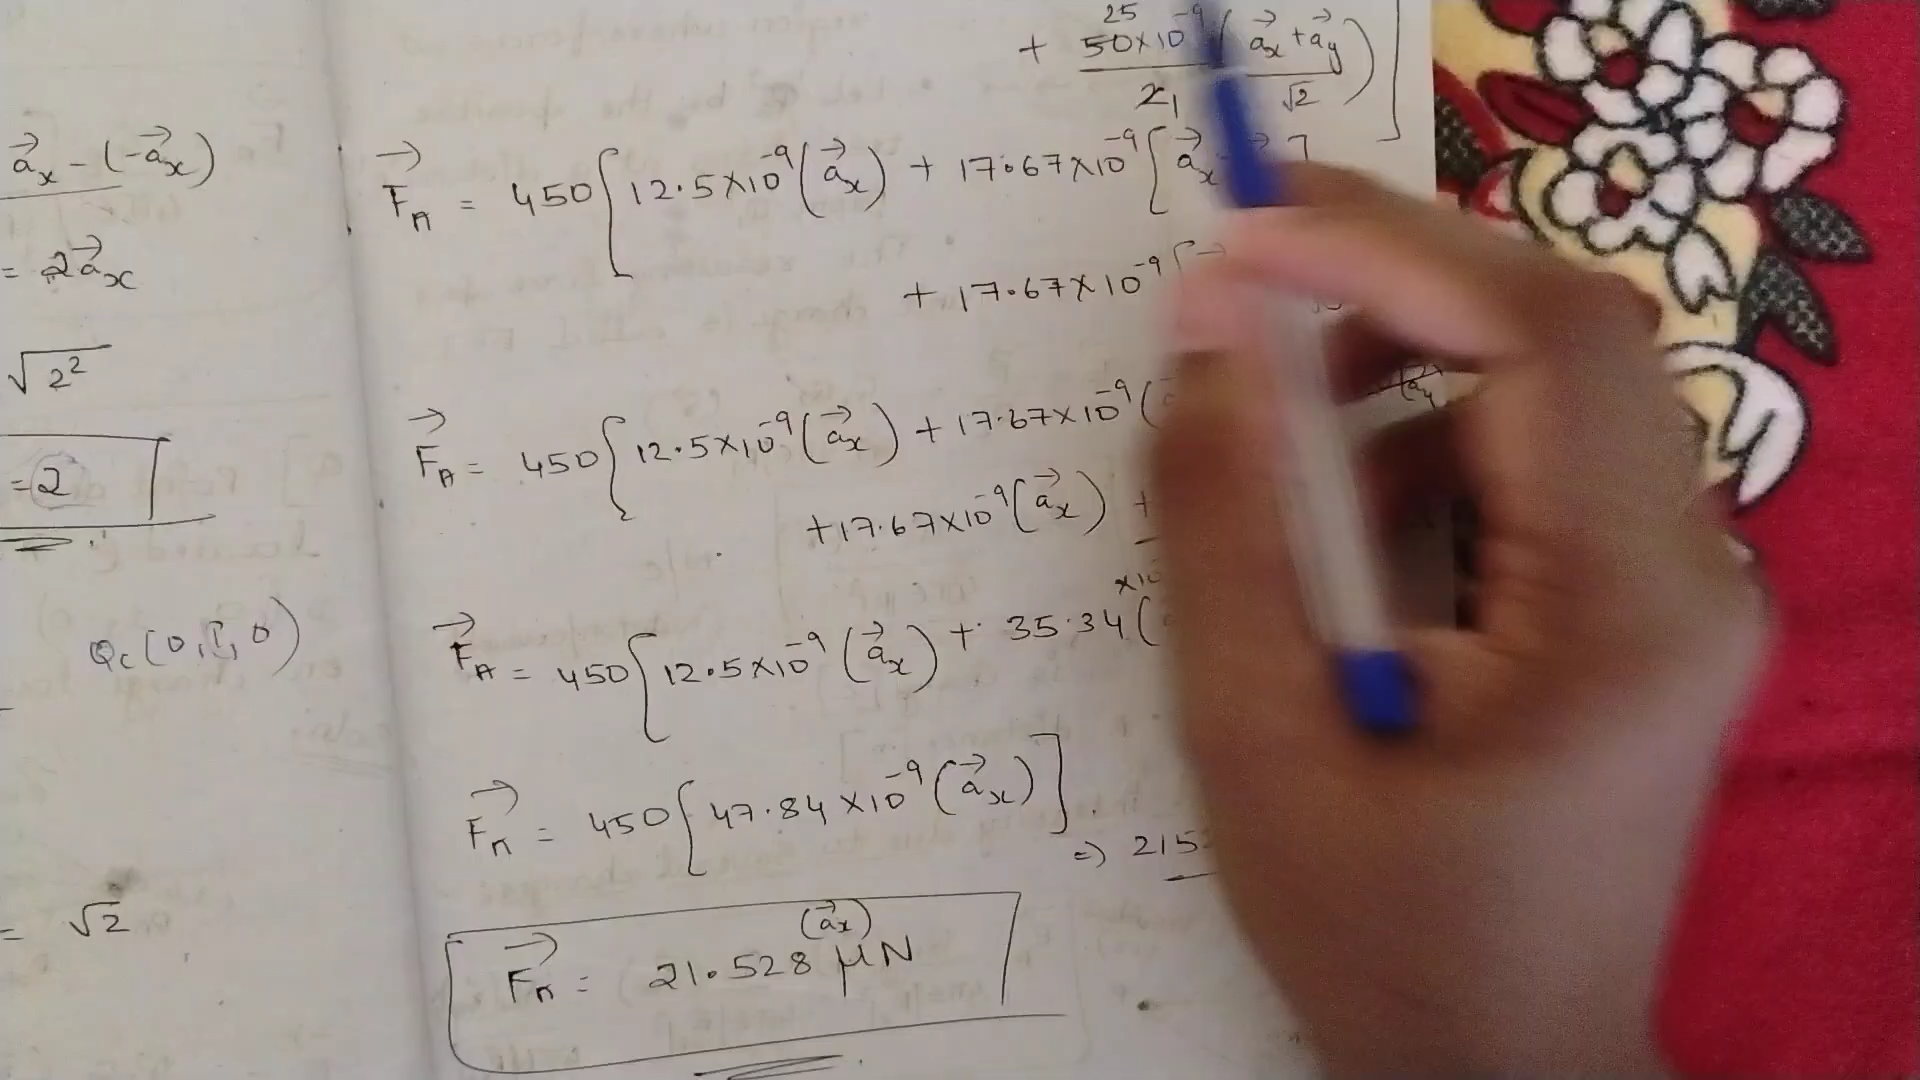 a⃗x - (-a⃗x)
= 2a⃗x
√2²
= 2
Qc(0,1,0)
= √2
25
+ 50×10⁻⁹ ( a⃗x + a⃗y )
2 1 √2
F⃗A = 450[ 12.5×10⁻⁹(a⃗x) + 17.67×10⁻⁹[ a⃗x
+ 17.67×10⁻⁹[
F⃗A = 450[ 12.5×10⁻⁹(a⃗x) + 17.67×10⁻⁹(
+17.67×10⁻⁹(a⃗x) +
F⃗A = 450[ 12.5×10⁻⁹ (a⃗x) + 35.34(
F⃗A = 450[ 47.84×10⁻⁹(a⃗x)].
=) 215
F⃗A = 21.528 (a⃗x) μN